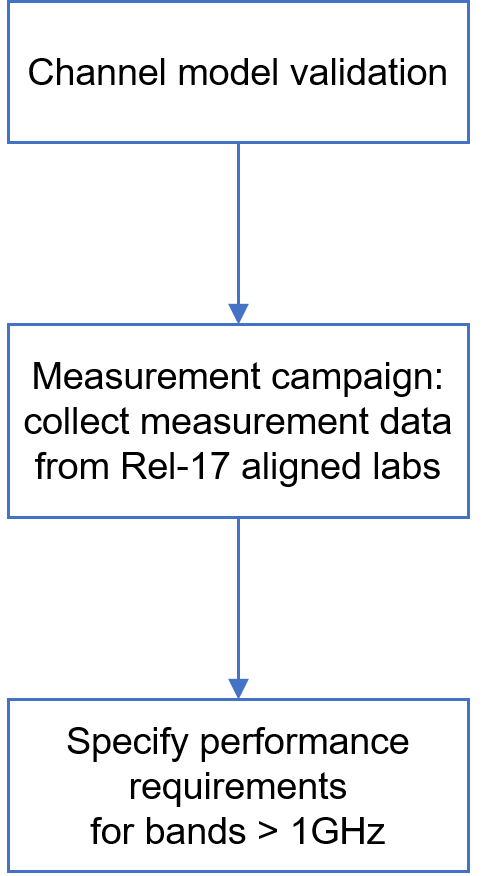 Channel model validation
Measurement campaign:
collect measurement data
from Rel-17 aligned labs
Specify performance
requirements
for bands > 1GHz